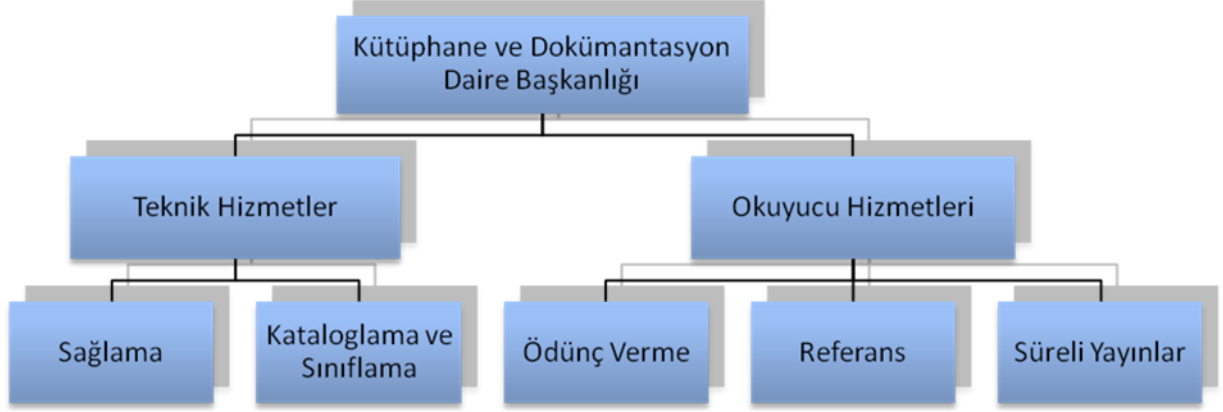 Kütüphane ve Dokümantasyon
Daire Başkanlığı
Teknik Hizmetler
Okuyucu Hizmetleri
Sağlama
Kataloglama ve
Sınıflama
Ödünç Verme
Referans
Süreli Yayınlar